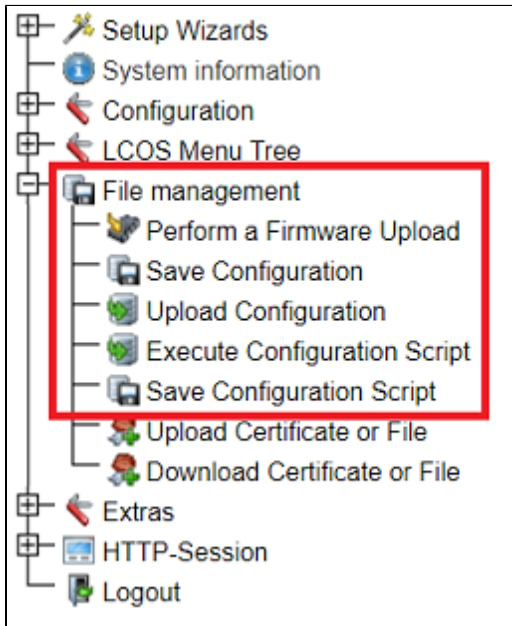 Setup Wizards
System information
Configuration
LCOS Menu Tree
File management
Perform a Firmware Upload
Save Configuration
Upload Configuration
Execute Configuration Script
Save Configuration Script
Upload Certificate or File
Download Certificate or File
Extras
HTTP-Session
Logout